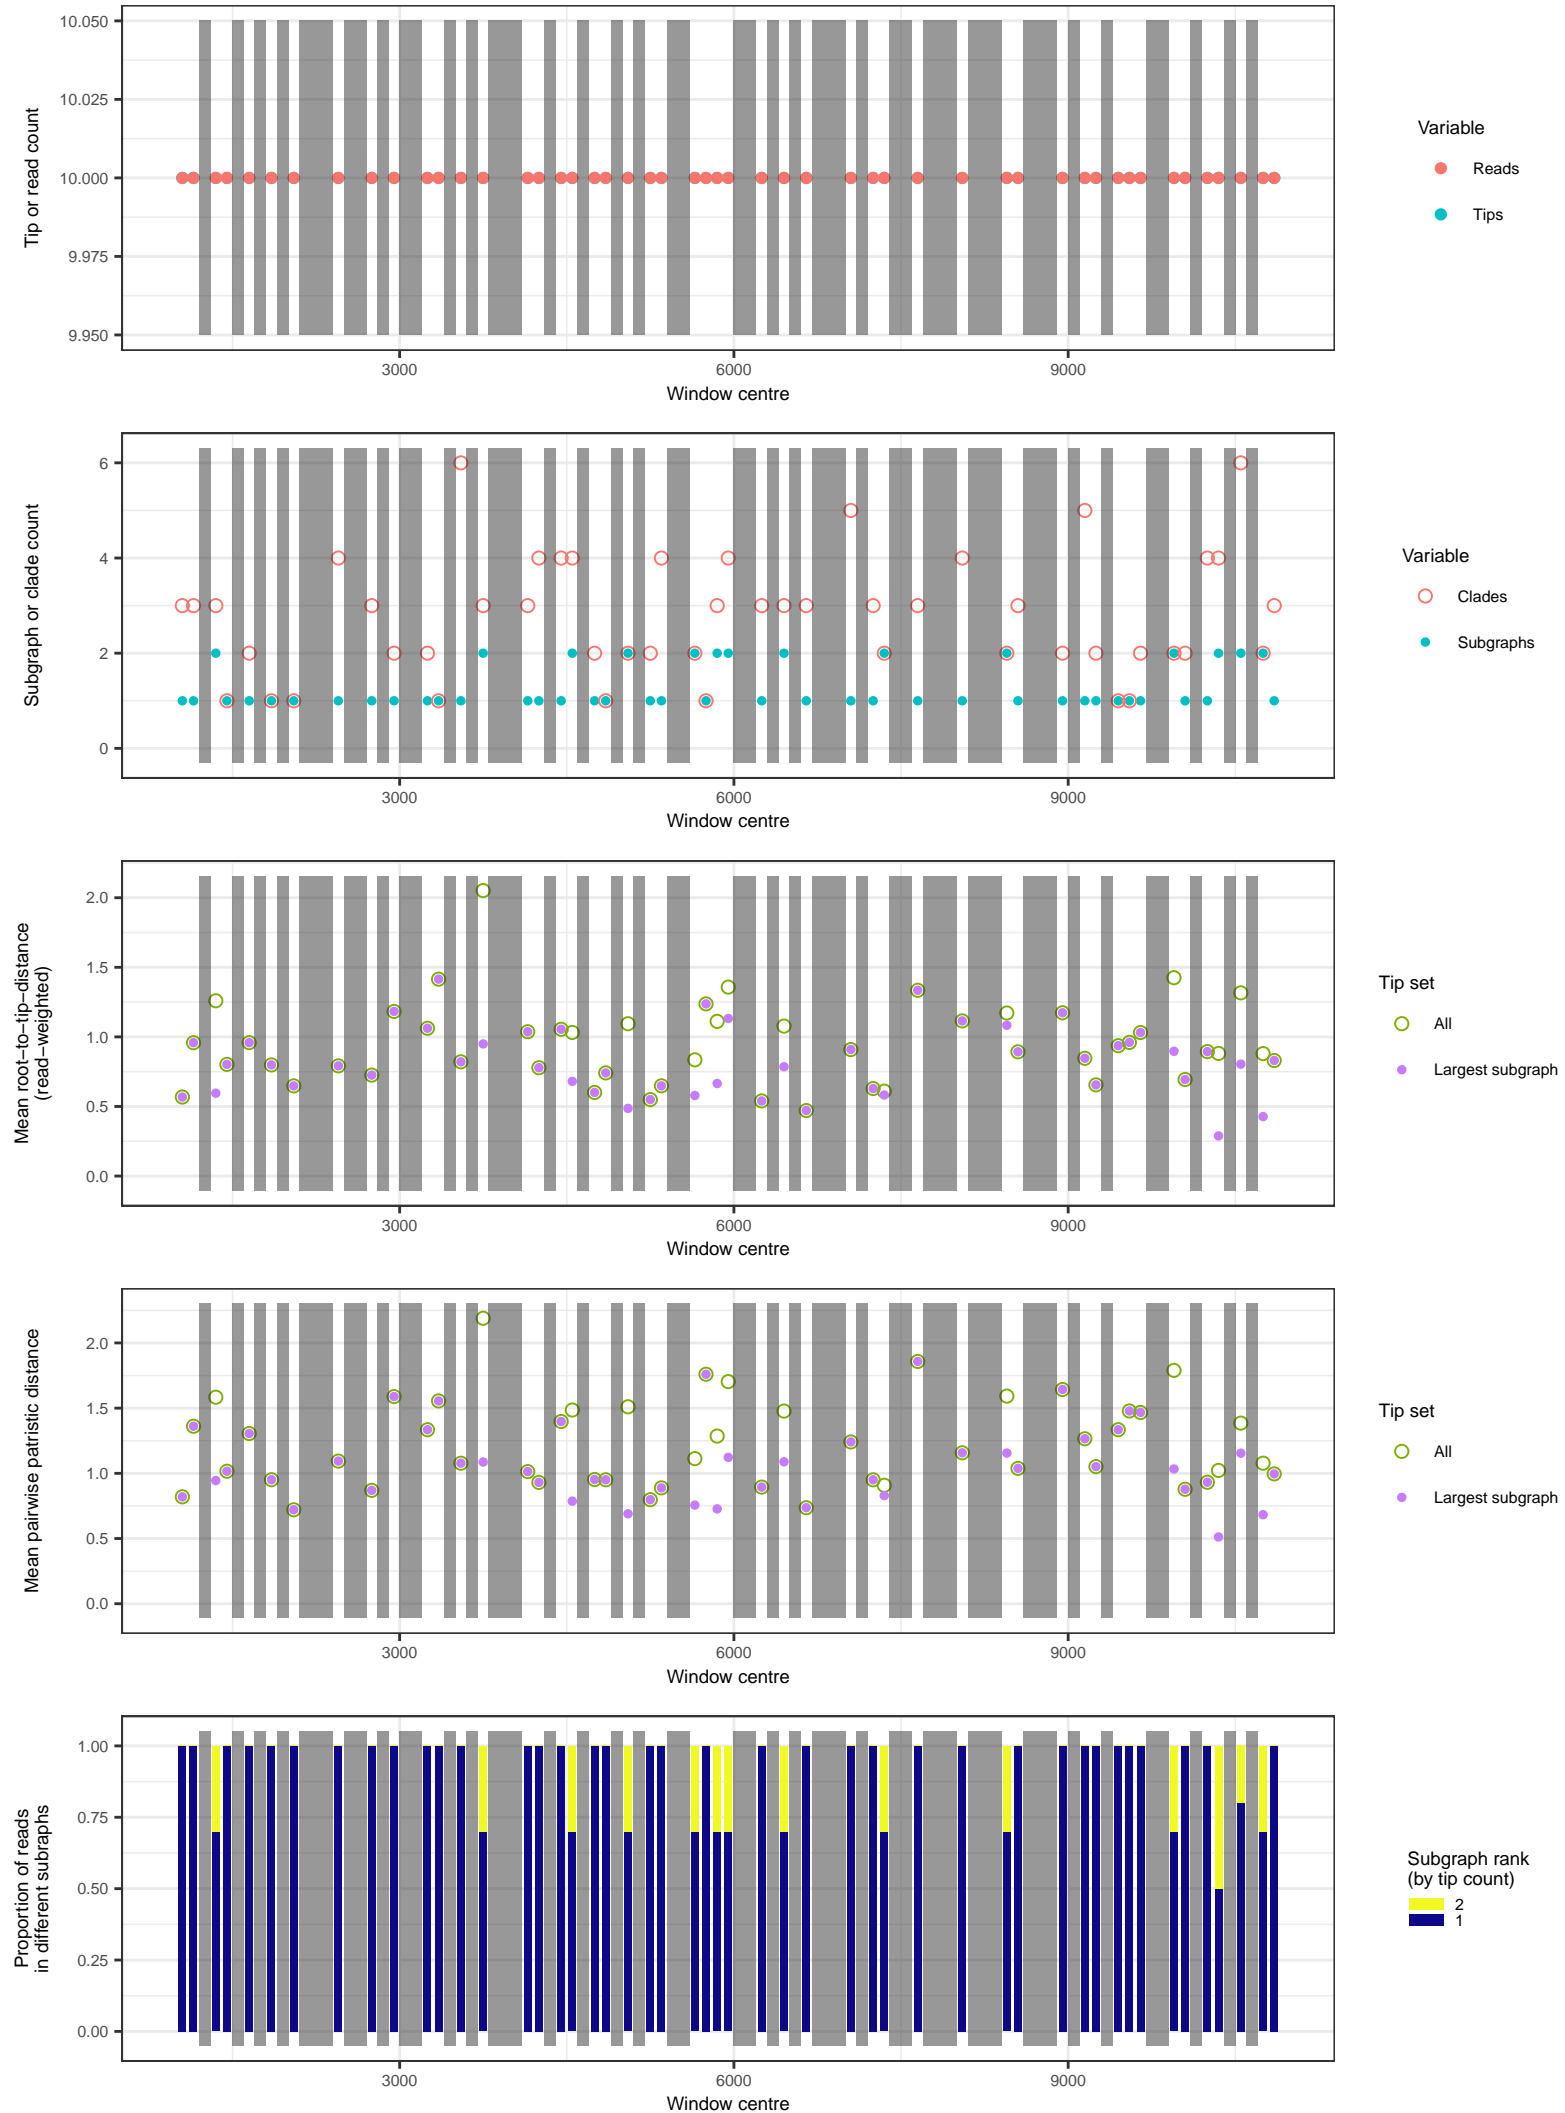 10.050
10.025
10.000
9.975
9.950
Tip or read count
3000
6000
9000
Window centre
Variable
Reads
Tips
6
4
2
0
Subgraph or clade count
3000
6000
9000
Window centre
Variable
Clades
Subgraphs
2.0
1.5
1.0
0.5
0.0
Mean root−to−tip−distance
(read−weighted)
3000
6000
9000
Window centre
Tip set
All
Largest subgraph
2.0
1.5
1.0
0.5
0.0
Mean pairwise patristic distance
3000
6000
9000
Window centre
Tip set
All
Largest subgraph
1.00
0.75
0.50
0.25
0.00
Proportion of reads
in different subraphs
3000
6000
9000
Window centre
Subgraph rank
(by tip count)
2
1